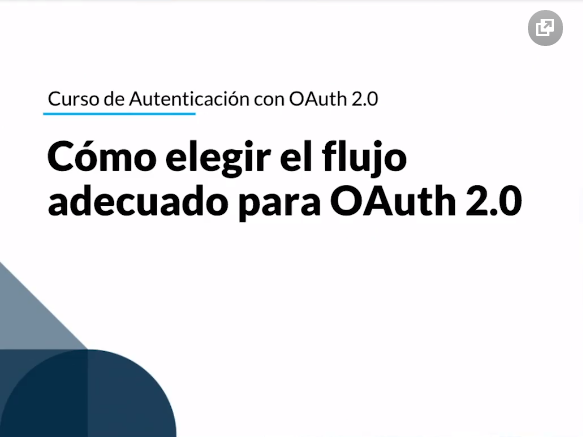 Curso de Autenticación con OAuth 2.0
Cómo elegir el flujo
adecuado para OAuth 2.0